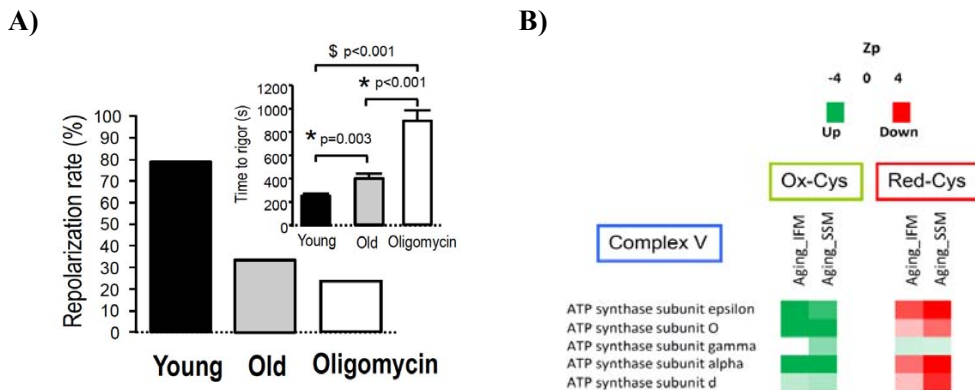 A)
B)
$ p<0.001
* p<0.001
* p=0.003
Time to rigor (s)
1200
1000
800
600
400
200
0
Young
Old
Oligomycin
Repolarization rate (%)
100
90
80
70
60
50
40
30
20
10
0
Young
Old
Oligomycin
Zp
-4 0 4
Up
Down
Ox-Cys
Red-Cys
Complex V
Aging_IFM
Aging_SSM
Aging_IFM
Aging_SSM
ATP synthase subunit epsilon
ATP synthase subunit O
ATP synthase subunit gamma
ATP synthase subunit alpha
ATP synthase subunit d